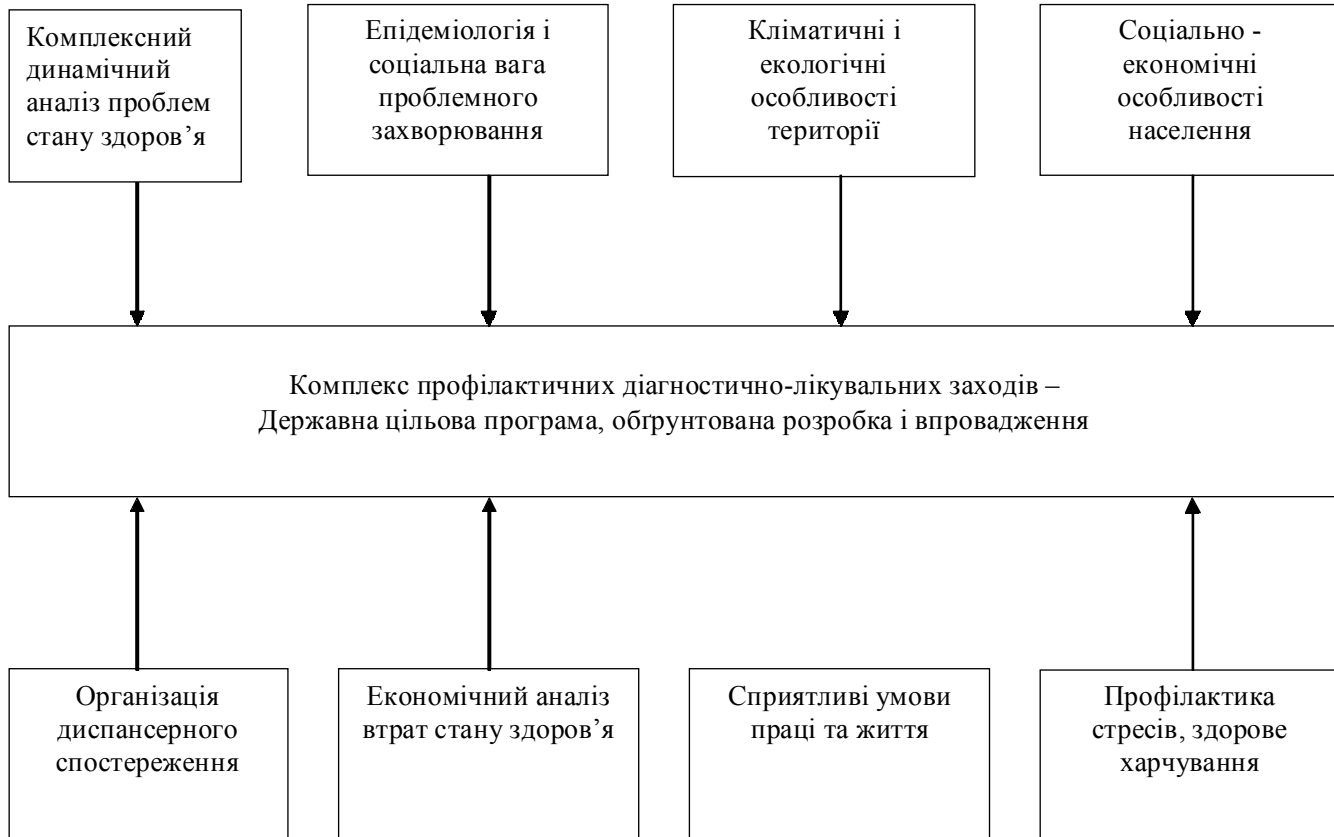 Комплексний
динамічний
аналіз проблем
стану здоров’я
Епідеміологія і
соціальна вага
проблемного
захворювання
Кліматичні і
екологічні
особливості
території
Соціально -
економічні
особливості
населення
Комплекс профілактичних діагностично-лікувальних заходів –
Державна цільова програма, обґрунтована розробка і впровадження
Організація
диспансерного
спостереження
Економічний аналіз
втрат стану здоров’я
Сприятливі умови
праці та життя
Профілактика
стресів, здорове
харчування